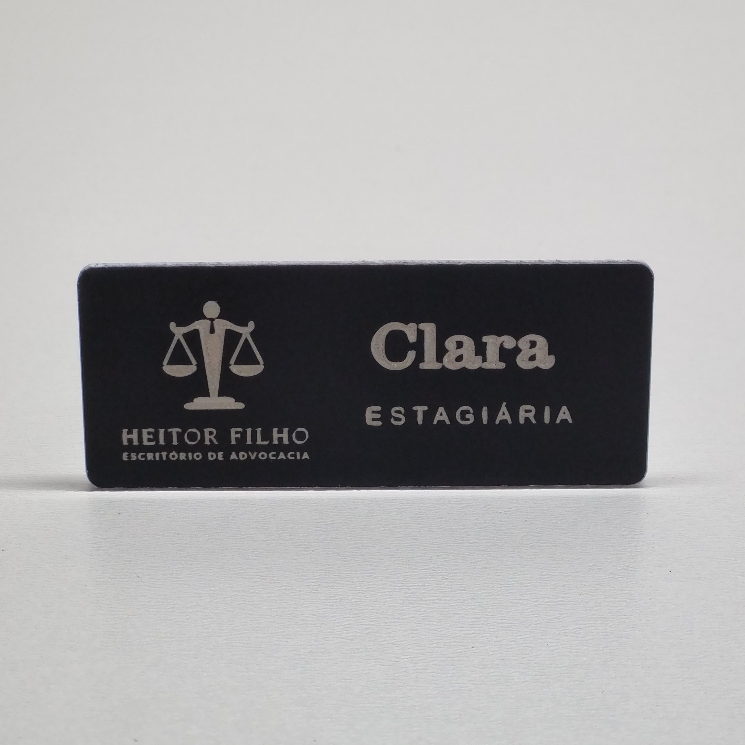 HEITOR FILHO
ESCRITÓRIO DE ADVOCACIA
Clara
ESTAGIÁRIA